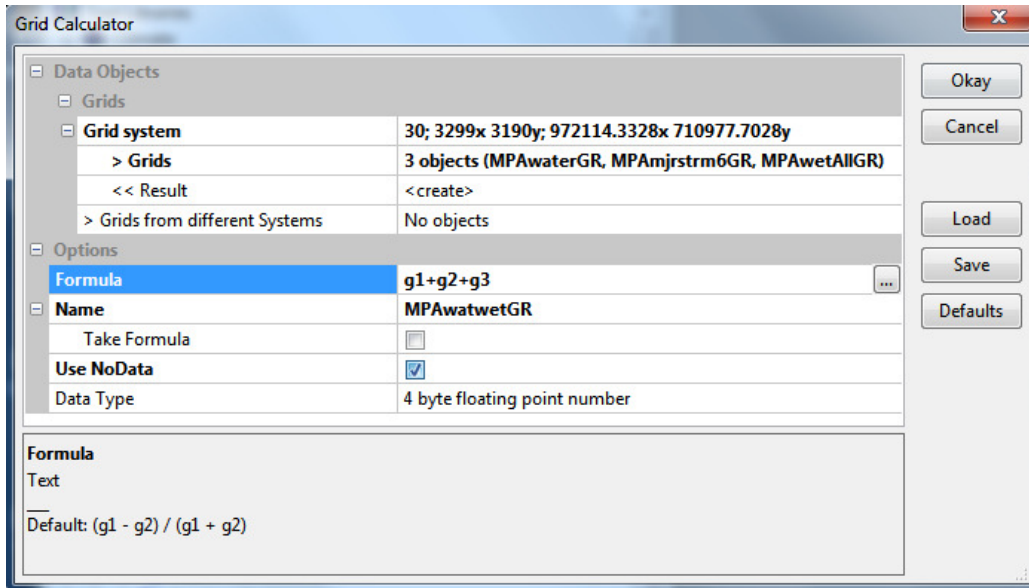 Grid Calculator
Data Objects
Grids
Grid system 30; 3299x 3190y; 972114.3328x 710977.7028y
> Grids 3 objects (MPAwaterGR, MPAmjrstrm6GR, MPAwetAllGR)
<< Result <create>
> Grids from different Systems No objects
Options
Formula g1+g2+g3 ...
Name MPAwatwetGR
Take Formula
Use NoData
Data Type 4 byte floating point number
Okay
Cancel
Load
Save
Defaults
Formula
Text
__
Default: (g1 - g2) / (g1 + g2)